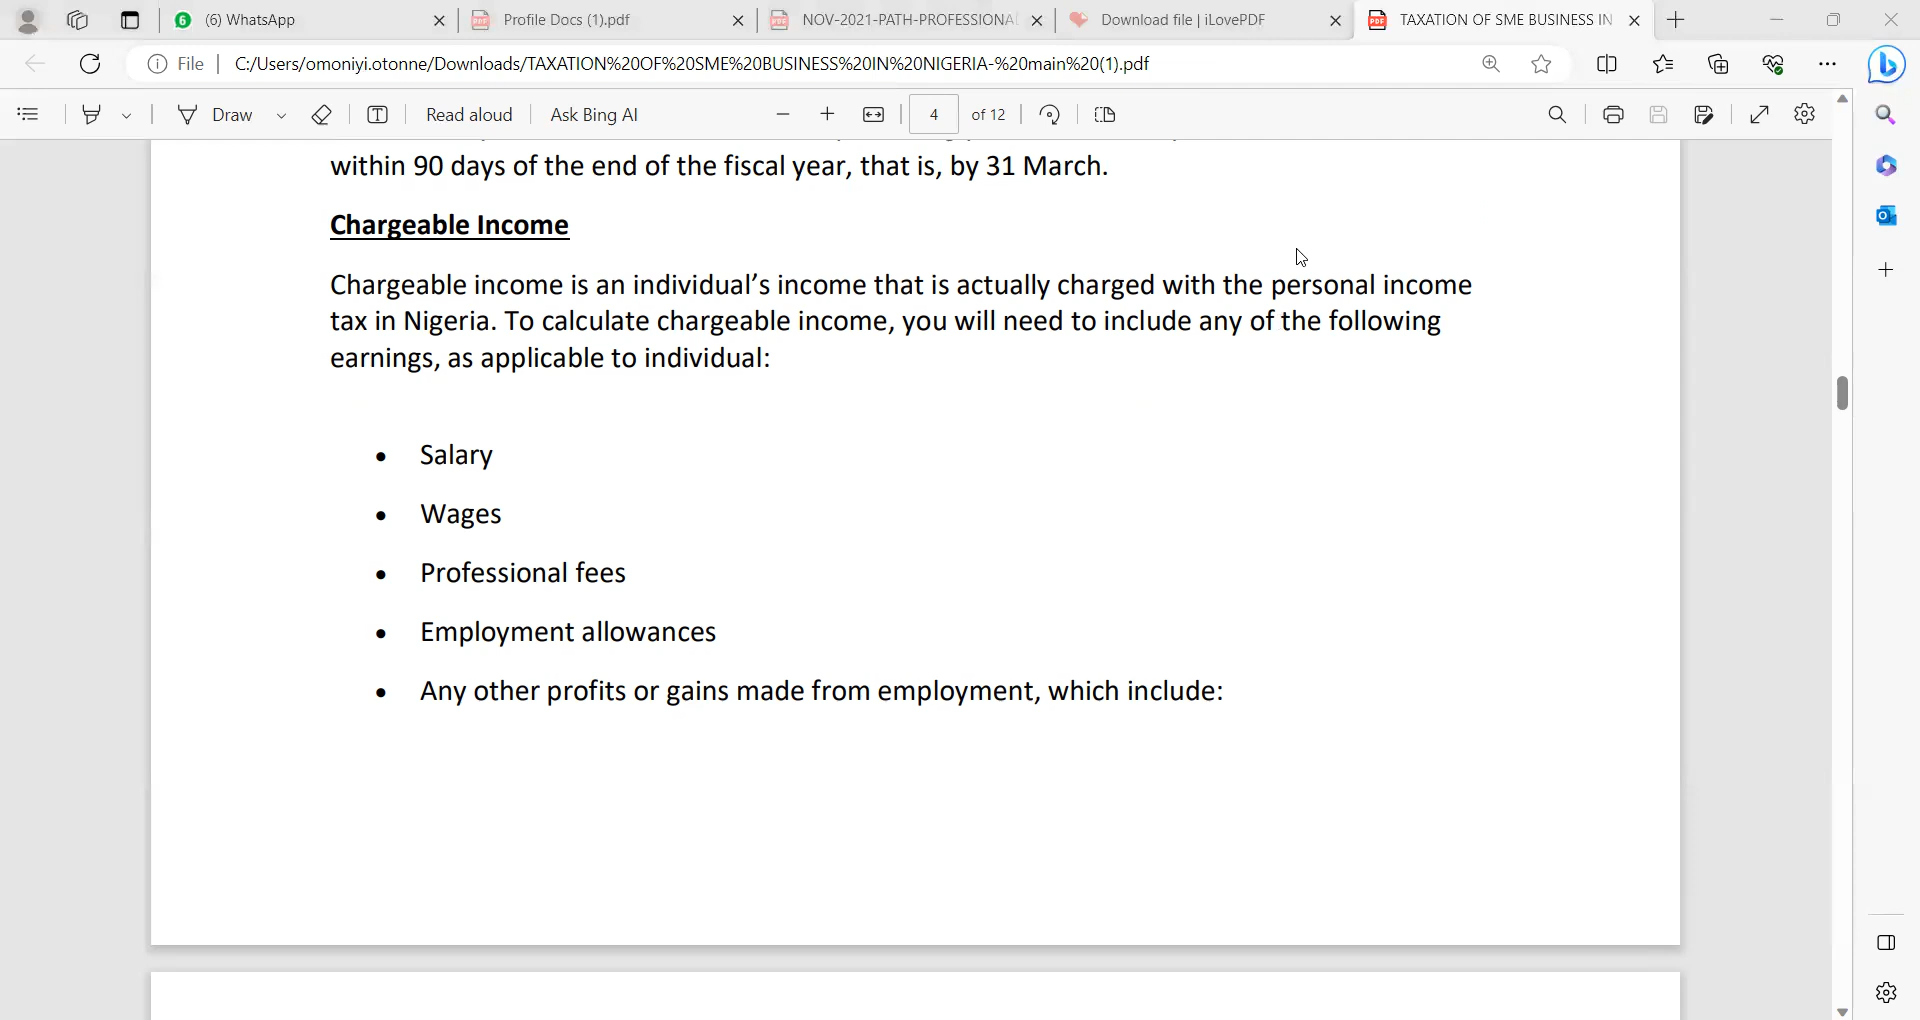 (6) WhatsApp
Profile Docs (1).pdf
NOV-2021-PATH-PROFESSIONA
Download file | iLovePDF
TAXATION OF SME BUSINESS IN
File
C:/Users/omoniyi.otonne/Downloads/TAXATION%20OF%20SME%20BUSINESS%20IN%20NIGERIA-%20main%20(1).pdf
Draw
Read aloud
Ask Bing AI
4
of 12
within 90 days of the end of the fiscal year, that is, by 31 March.
Chargeable Income
Chargeable income is an individual’s income that is actually charged with the personal income
tax in Nigeria. To calculate chargeable income, you will need to include any of the following
earnings, as applicable to individual:
• Salary
• Wages
• Professional fees
• Employment allowances
• Any other profits or gains made from employment, which include: